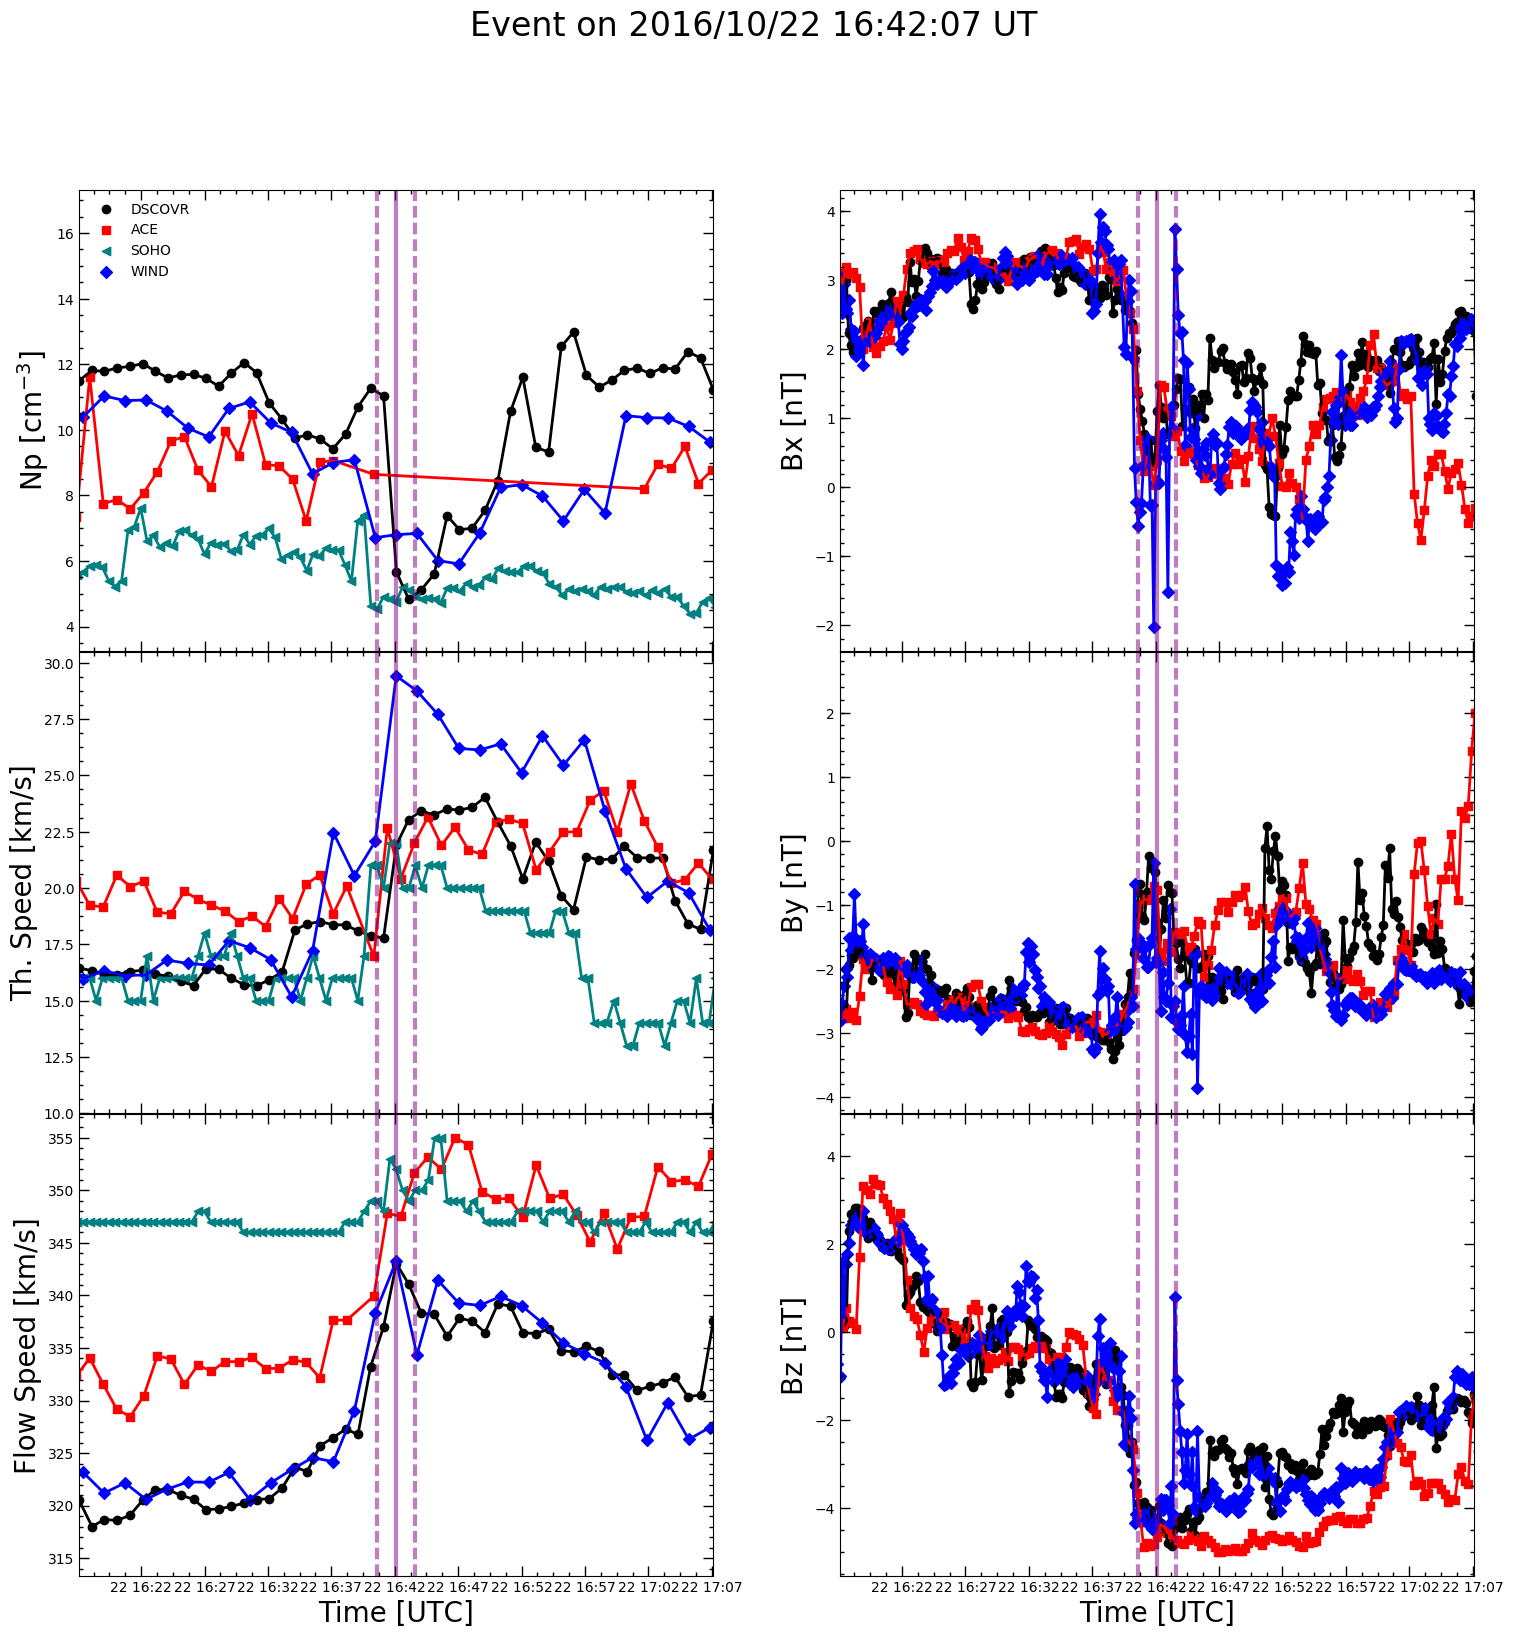 Event on 2016/10/22 16:42:07 UT
DSCOVR
ACE
SOHO
WIND
Np [cm⁻³]
16
14
12
10
8
6
4
Th. Speed [km/s]
30.0
27.5
25.0
22.5
20.0
17.5
15.0
12.5
10.0
Flow Speed [km/s]
355
350
345
340
335
330
325
320
315
22 16:22 22 16:27 22 16:32 22 16:37 22 16:42 22 16:47 22 16:52 22 16:57 22 17:02 22 17:07
Time [UTC]
Bx [nT]
4
3
2
1
0
−1
−2
By [nT]
2
1
0
−1
−2
−3
−4
Bz [nT]
4
2
0
−2
−4
22 16:22 22 16:27 22 16:32 22 16:37 22 16:42 22 16:47 22 16:52 22 16:57 22 17:02 22 17:07
Time [UTC]